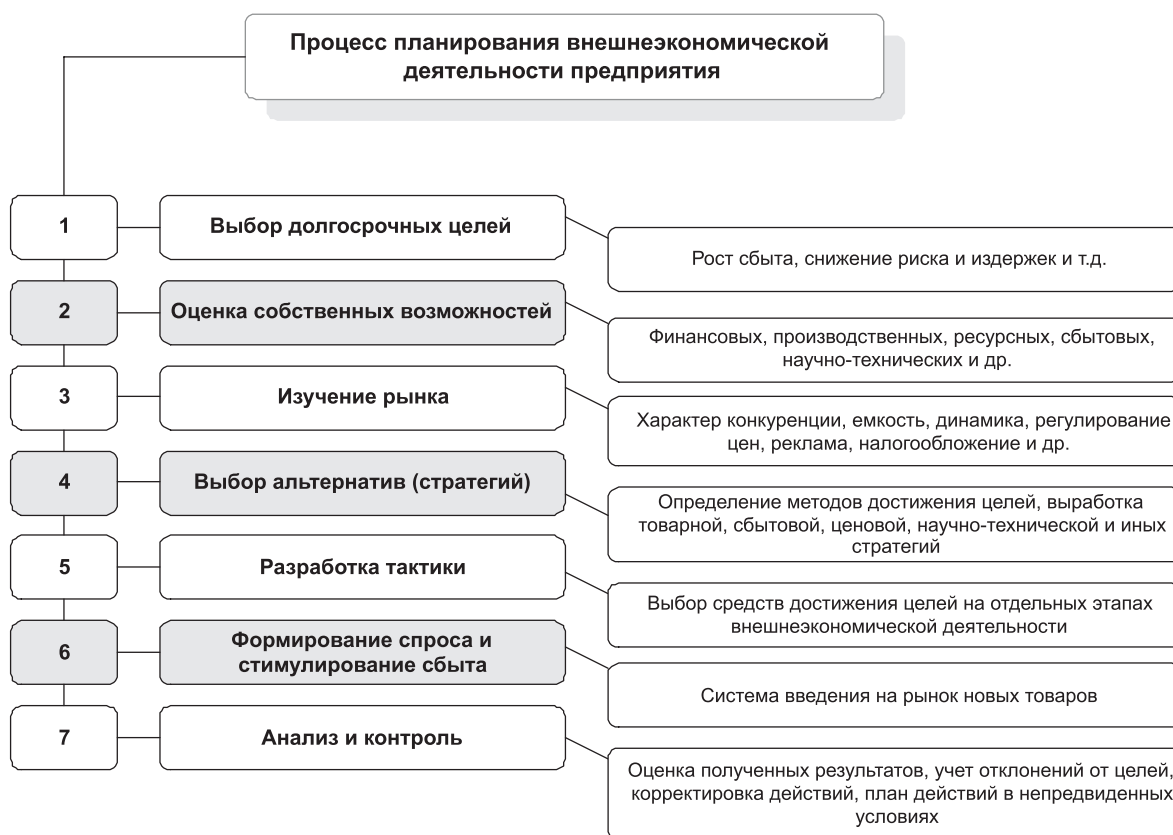 Процесс планирования внешнеэкономической
деятельности предприятия
1
Выбор долгосрочных целей
Рост сбыта, снижение риска и издержек и т.д.
2
Оценка собственных возможностей
Финансовых, производственных, ресурсных, сбытовых,
научно-технических и др.
3
Изучение рынка
Характер конкуренции, емкость, динамика, регулирование
цен, реклама, налогообложение и др.
4
Выбор альтернатив (стратегий)
Определение методов достижения целей, выработка
товарной, сбытовой, ценовой, научно-технической и иных
стратегий
5
Разработка тактики
Выбор средств достижения целей на отдельных этапах
внешнеэкономической деятельности
6
Формирование спроса и
стимулирование сбыта
Система введения на рынок новых товаров
7
Анализ и контроль
Оценка полученных результатов, учет отклонений от целей,
корректировка действий, план действий в непредвиденных
условиях